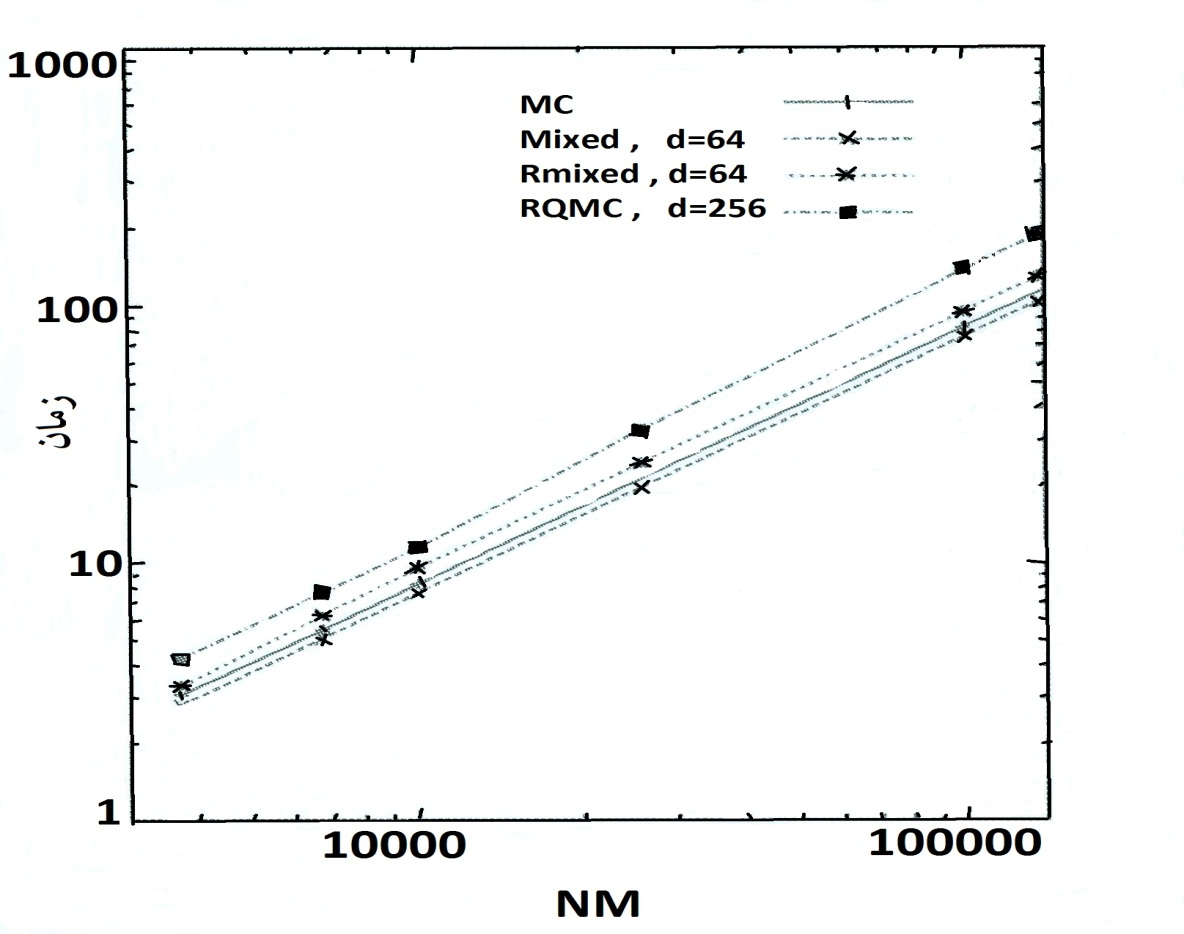 1000
MC
Mixed , d=64
Rmixed , d=64
RQMC , d=256
100
زمان
10
1
10000 100000
NM